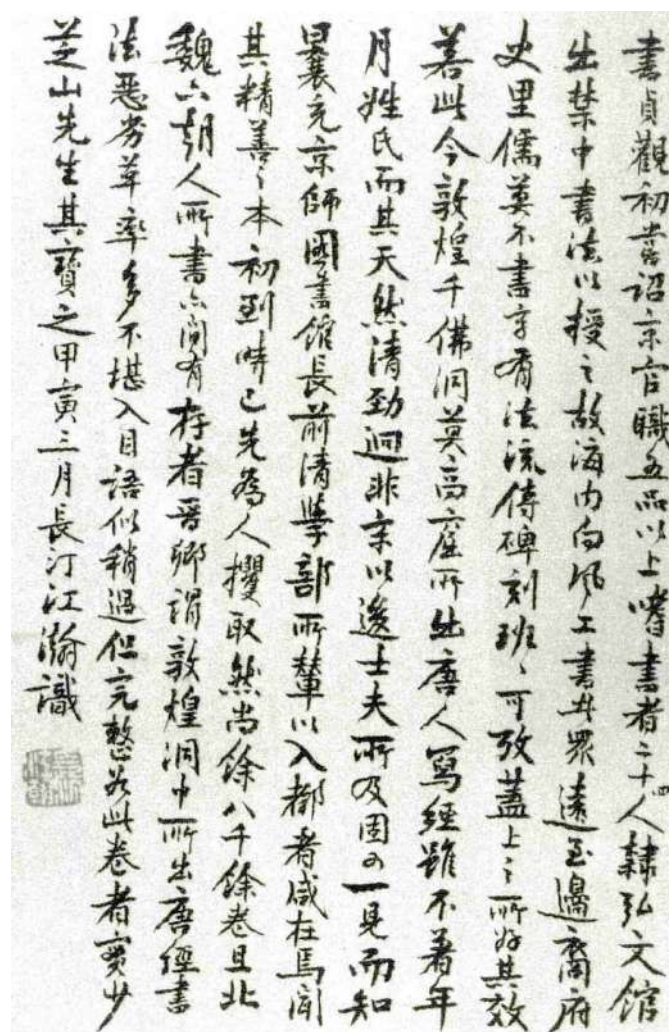 書貞觀初嘗詔京官職五品以上嗜書者二十四人隸弘文館
出禁中書法以授之故海内向風工書者眾遠至邊裔府
史里儒莫不書字有法流傳碑刻班〻可攷蓋上之所好其效
若此今敦煌千佛洞莫高窟所出唐人寫經雖不著年
月姓氏而其天然清勁迥非宋以後士夫所及固可一見而知
曩充京師圖書館長前清學部所輦以入都者咸在焉聞
其精善之本初到時已先為人攫取然尚餘八千餘卷且北
魏六朝人所書亦間有存者晉卿謂敦煌洞中所出唐經書
法惡劣草率多不堪入目語似稍過但完整如此卷者實少
芝山先生其寶之甲寅三月長汀江瀚識